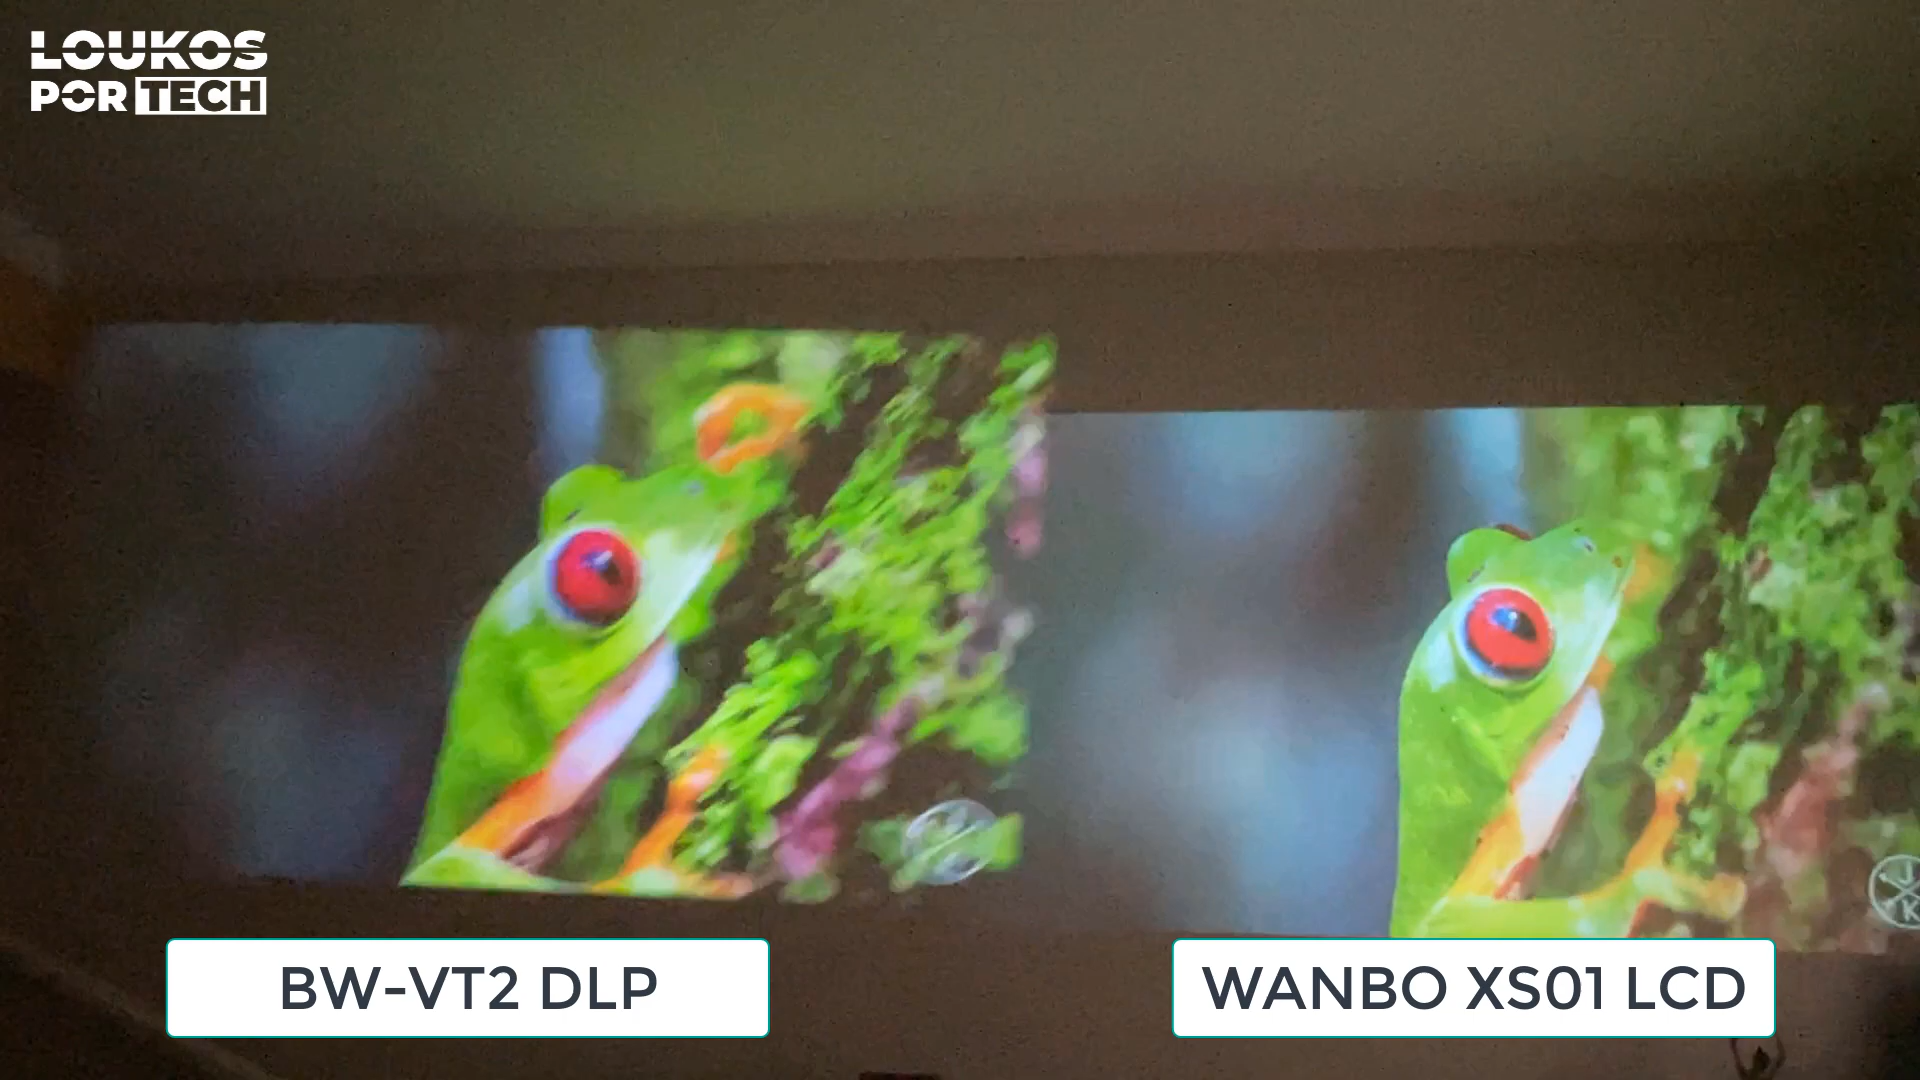 LOUKOS
POR TECH
BW-VT2 DLP
WANBO XS01 LCD
J
K